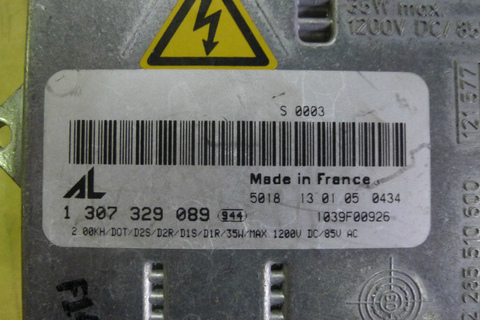 35W max.
1200V DC/85
S 0003
AL
Made in France
5018 13 01 05 0434
1 307 329 089 944
1039F00926
2.00KH/DOT/D2S/D2R/D1S/D1R/35W/MAX.1200V DC/85V AC
121 577
2 265 510 600